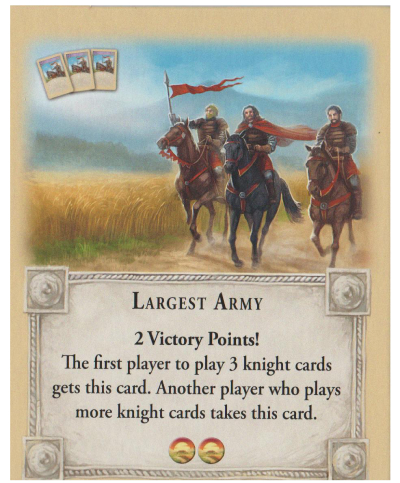 Largest Army
2 Victory Points!
The first player to play 3 knight cards
gets this card. Another player who plays
more knight cards takes this card.